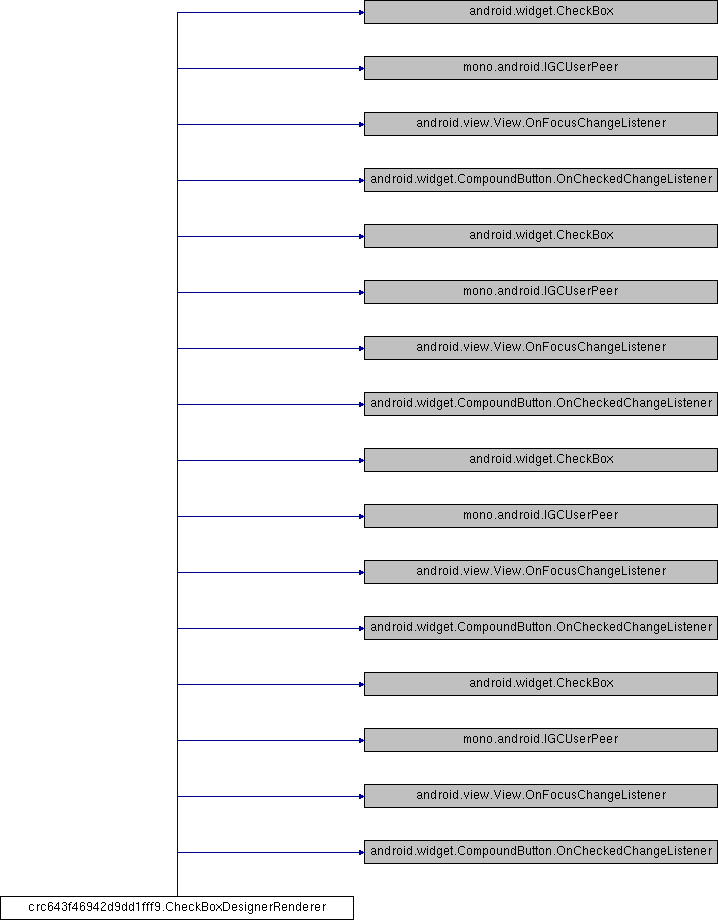 android.widget.CheckBox
mono.android.IGCUserPeer
android.view.View.OnFocusChangeListener
android.widget.CompoundButton.OnCheckedChangeListener
android.widget.CheckBox
mono.android.IGCUserPeer
android.view.View.OnFocusChangeListener
android.widget.CompoundButton.OnCheckedChangeListener
android.widget.CheckBox
mono.android.IGCUserPeer
android.view.View.OnFocusChangeListener
android.widget.CompoundButton.OnCheckedChangeListener
android.widget.CheckBox
mono.android.IGCUserPeer
android.view.View.OnFocusChangeListener
android.widget.CompoundButton.OnCheckedChangeListener
crc643f46942d9dd1fff9.CheckBoxDesignerRenderer